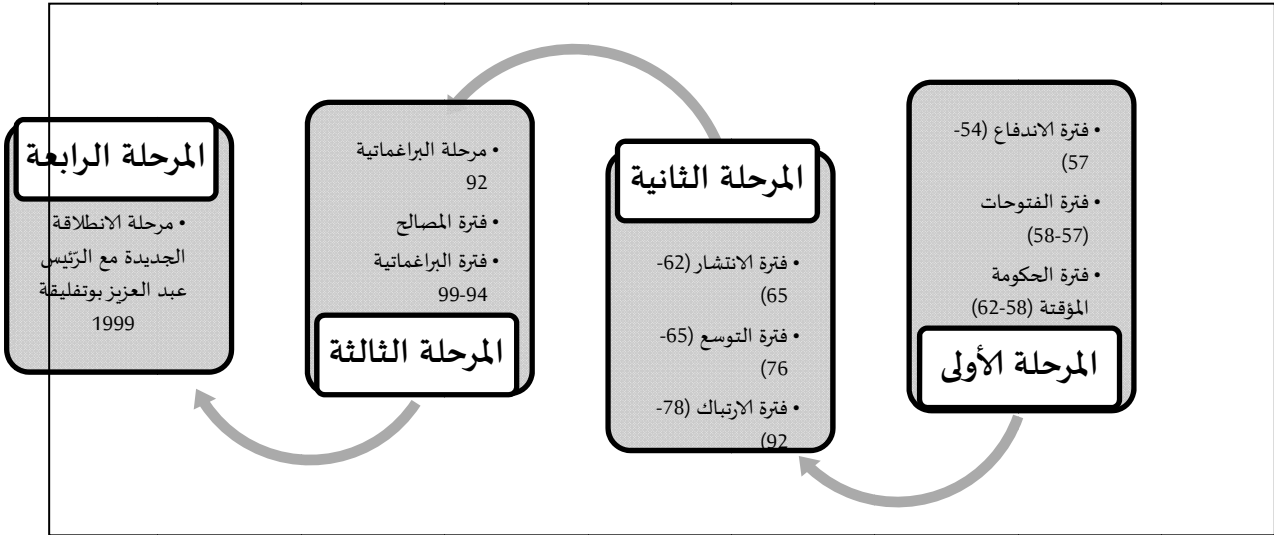 • فترة الاندفاع (54-
57)
• فترة الفتوحات
(57-58)
• فترة الحكومة
المؤقتة (58-62)
المرحلة الأولى
المرحلة الثانية
• فترة الانتشار (62-
65)
• فترة التوسع (65-
76)
• فترة الارتباك (78-
92)
• مرحلة البراغماتية
92
• فترة المصالح
• فترة البراغماتية
94-99
المرحلة الثالثة
المرحلة الرابعة
• مرحلة الانطلاقة
الجديدة مع الرّئيس
عبد العزيز بوتفليقة
1999